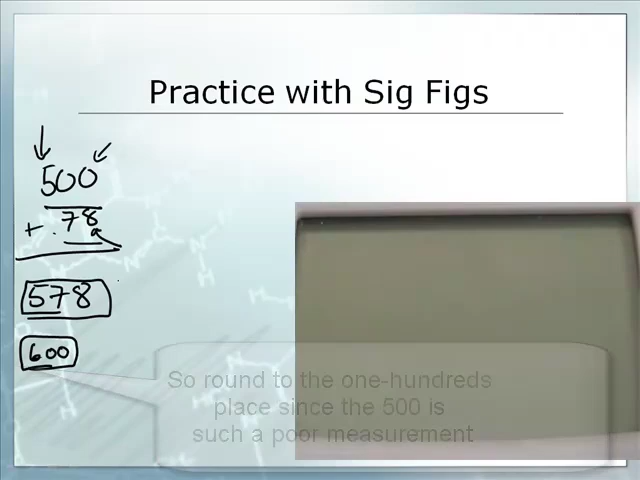 Practice with Sig Figs
500
+ .78
578
600
So round to the one-hundreds
place since the 500 is
such a poor measurement